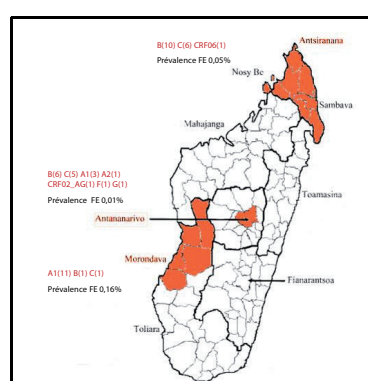 B(10) C(6) CRF06(1)
Prévalence FE 0,05%
Antsiranana
Nosy Be
Sambava
Mahajanga
B(6) C(5) A1(3) A2(1)
CRF02_AG(1) F(1) G(1)
Prévalence FE 0,01%
Toamasina
Antananarivo
Morondava
A1(11) B(1) C(1)
Prévalence FE 0,16%
Fianarantsoa
Toliara